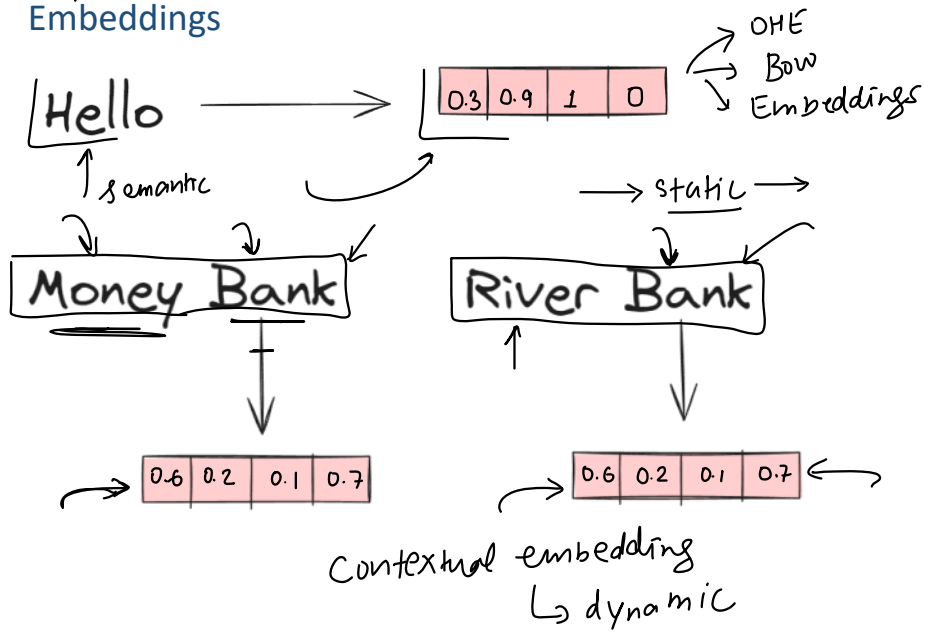 Embeddings
Hello
0.3 0.9 1 0
OHE
BOW
Embeddings
semantic
static
Money Bank
River Bank
0.6 0.2 0.1 0.7
0.6 0.2 0.1 0.7
Contextual embedding
dynamic